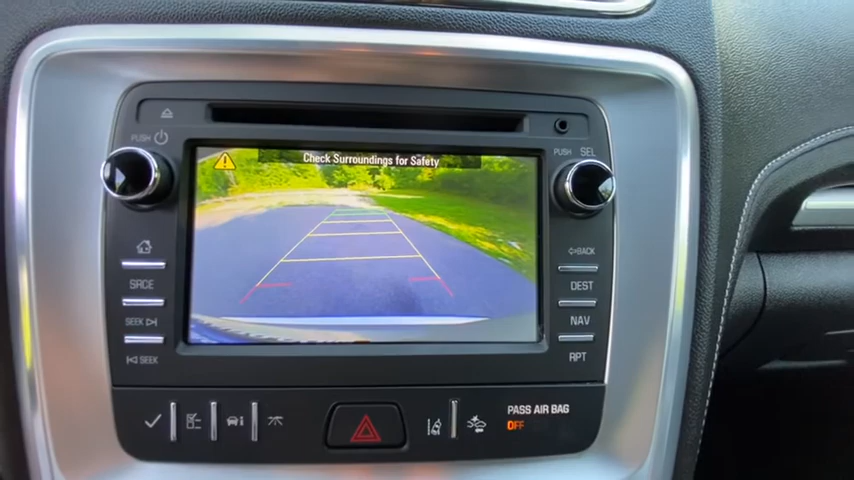 PUSH
Check Surroundings for Safety
PUSH SEL
BACK
SRCE
DEST
SEEK
NAV
SEEK
RPT
PASS AIR BAG
OFF